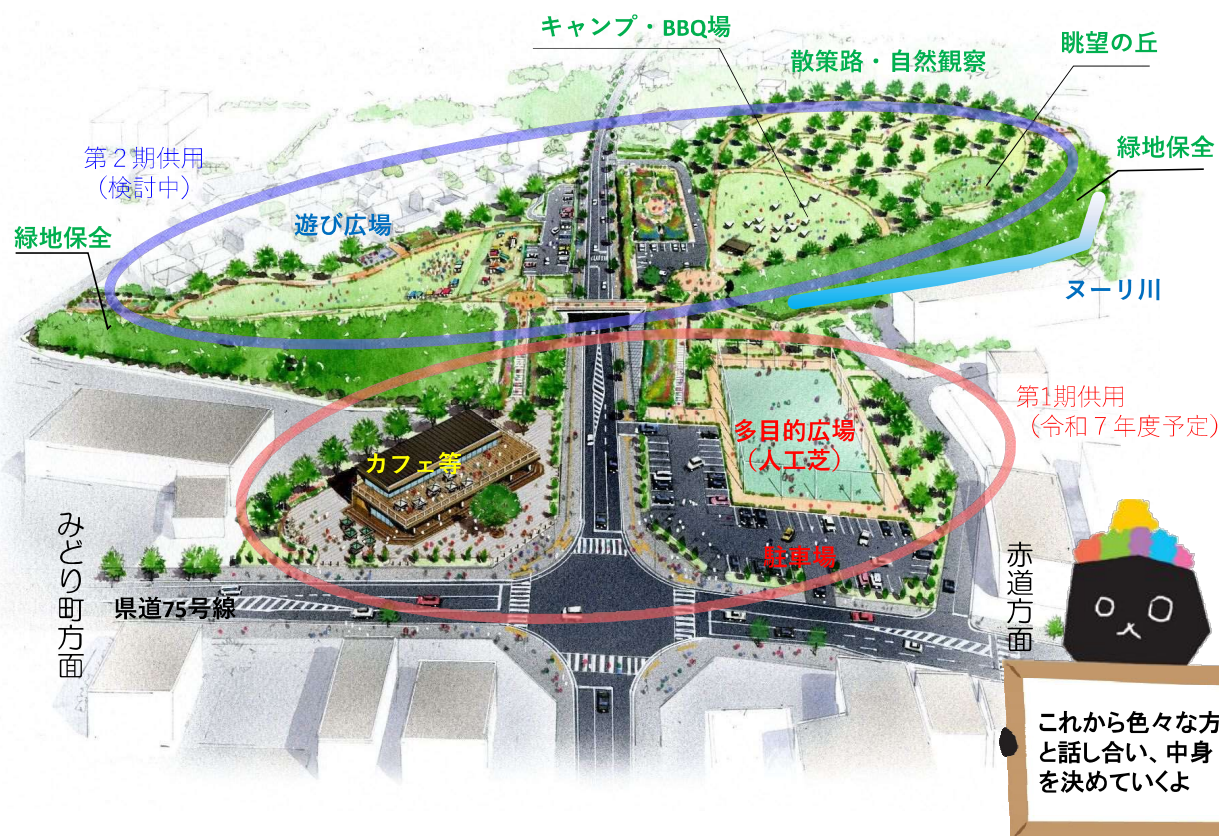 キャンプ・BBQ場
眺望の丘
散策路・自然観察
緑地保全
第２期供用
（検討中）
遊び広場
緑地保全
ヌーリ川
第1期供用
（令和７年度予定）
多目的広場
（人工芝）
カフェ等
駐車場
みどり町方面
赤道方面
県道75号線
これから色々な方
と話し合い、中身
を決めていくよ